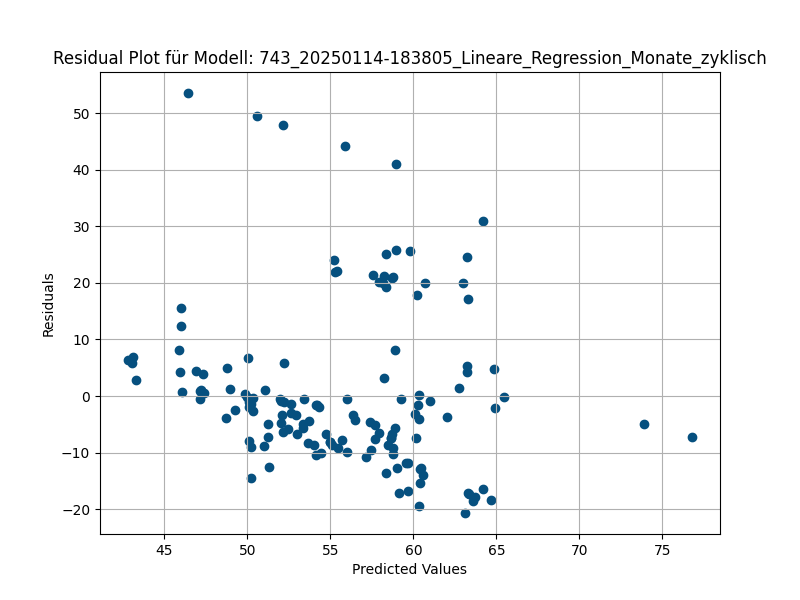 Residual Plot für Modell: 743_20250114-183805_Lineare_Regression_Monate_zyklisch
50
40
30
20
10
0
−10
−20
Residuals
45 50 55 60 65 70 75
Predicted Values